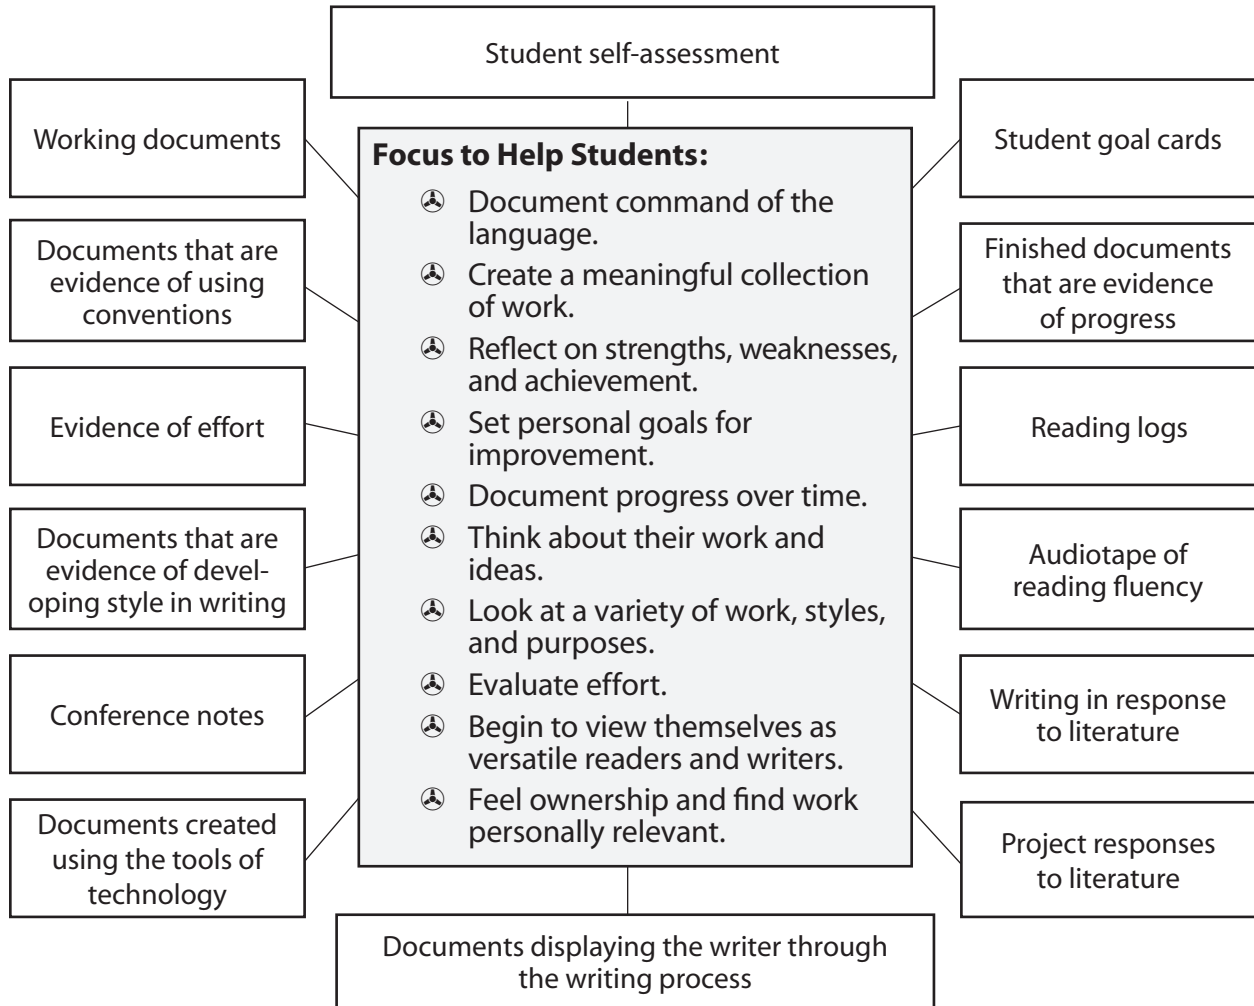 Student self-assessment
Working documents
Documents that are
evidence of using
conventions
Evidence of effort
Documents that are
evidence of devel-
oping style in writing
Conference notes
Documents created
using the tools of
technology
Focus to Help Students:
Document command of the
language.
Create a meaningful collection
of work.
Reflect on strengths, weaknesses,
and achievement.
Set personal goals for
improvement.
Document progress over time.
Think about their work and
ideas.
Look at a variety of work, styles,
and purposes.
Evaluate effort.
Begin to view themselves as
versatile readers and writers.
Feel ownership and find work
personally relevant.
Student goal cards
Finished documents
that are evidence
of progress
Reading logs
Audiotape of
reading fluency
Writing in response
to literature
Project responses
to literature
Documents displaying the writer through
the writing process